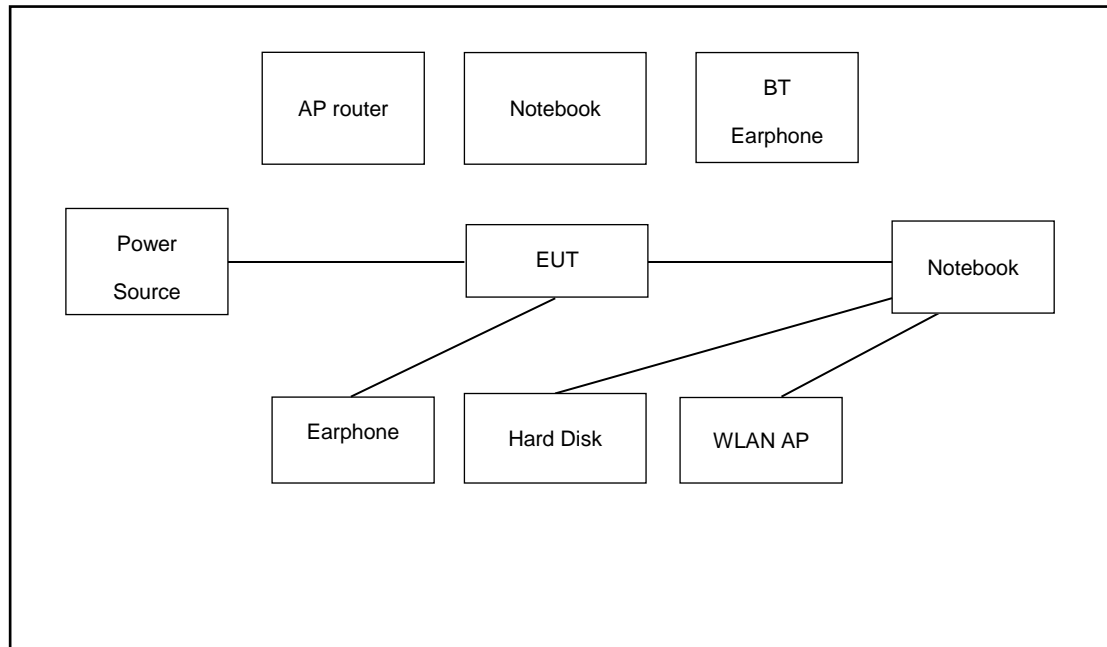 AP router
Notebook
BT
Earphone
Power
Source
EUT
Notebook
Earphone
Hard Disk
WLAN AP